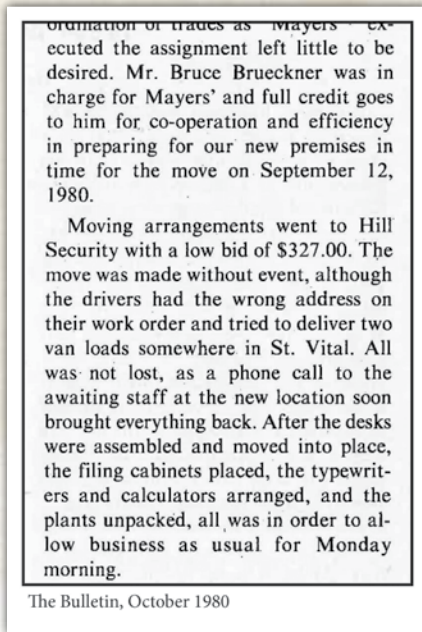 ordination of trades as Mayers' ex-
ecuted the assignment left little to be
desired. Mr. Bruce Brueckner was in
charge for Mayers' and full credit goes
to him for co-operation and efficiency
in preparing for our new premises in
time for the move on September 12,
1980.
Moving arrangements went to Hill
Security with a low bid of $327.00. The
move was made without event, although
the drivers had the wrong address on
their work order and tried to deliver two
van loads somewhere in St. Vital. All
was not lost, as a phone call to the
awaiting staff at the new location soon
brought everything back. After the desks
were assembled and moved into place,
the filing cabinets placed, the typewrit-
ers and calculators arranged, and the
plants unpacked, all was in order to al-
low business as usual for Monday
morning.
The Bulletin, October 1980